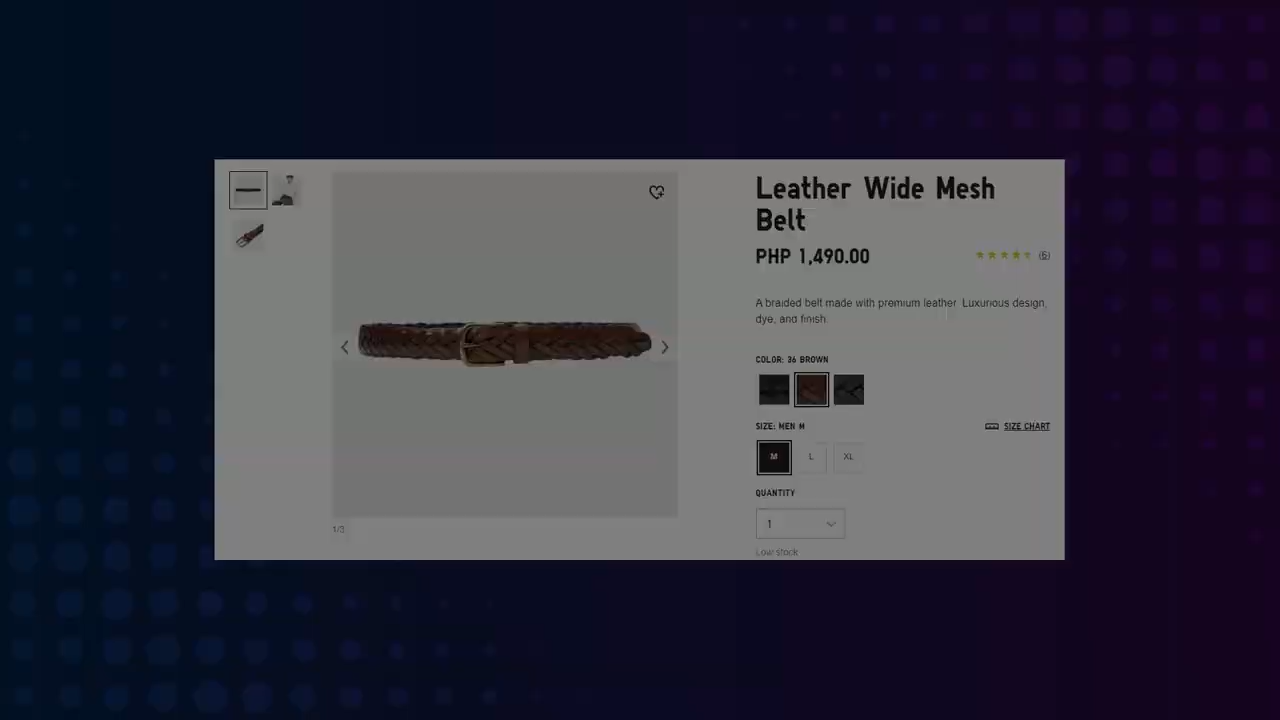 Leather Wide Mesh
Belt
PHP 1,490.00
(6)
A braided belt made with premium leather. Luxurious design,
dye, and finish.
COLOR: 36 BROWN
SIZE: MEN M
SIZE CHART
M
L
XL
QUANTITY
1
1/3
Low stock